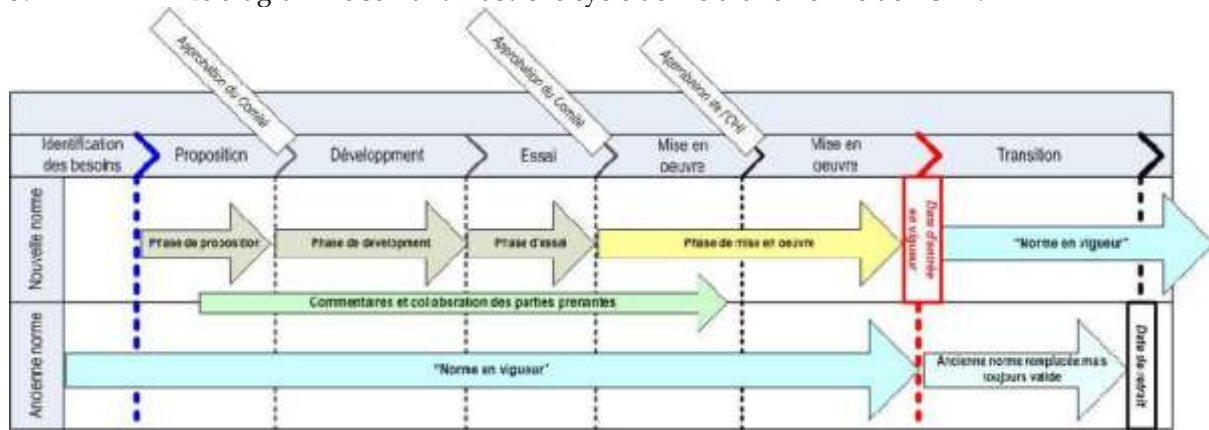 Approbation du Comité
Approbation du Comité
Approbation de l'OHI
Identification
des besoins
Proposition
Développment
Essai
Mise en
oeuvre
Mise en
oeuvre
Transition
Nouvelle norme
Phase de proposition
Phase de dévelopment
Phase d'essai
Phase de mise en oeuvre
Date d'entrée
en vigueur
"Norme en vigueur"
Commentaires et collaboration des parties prenantes
Ancienne norme
"Norme en vigueur"
Ancienne norme remplacée mais
toujours valide
Date de retrait